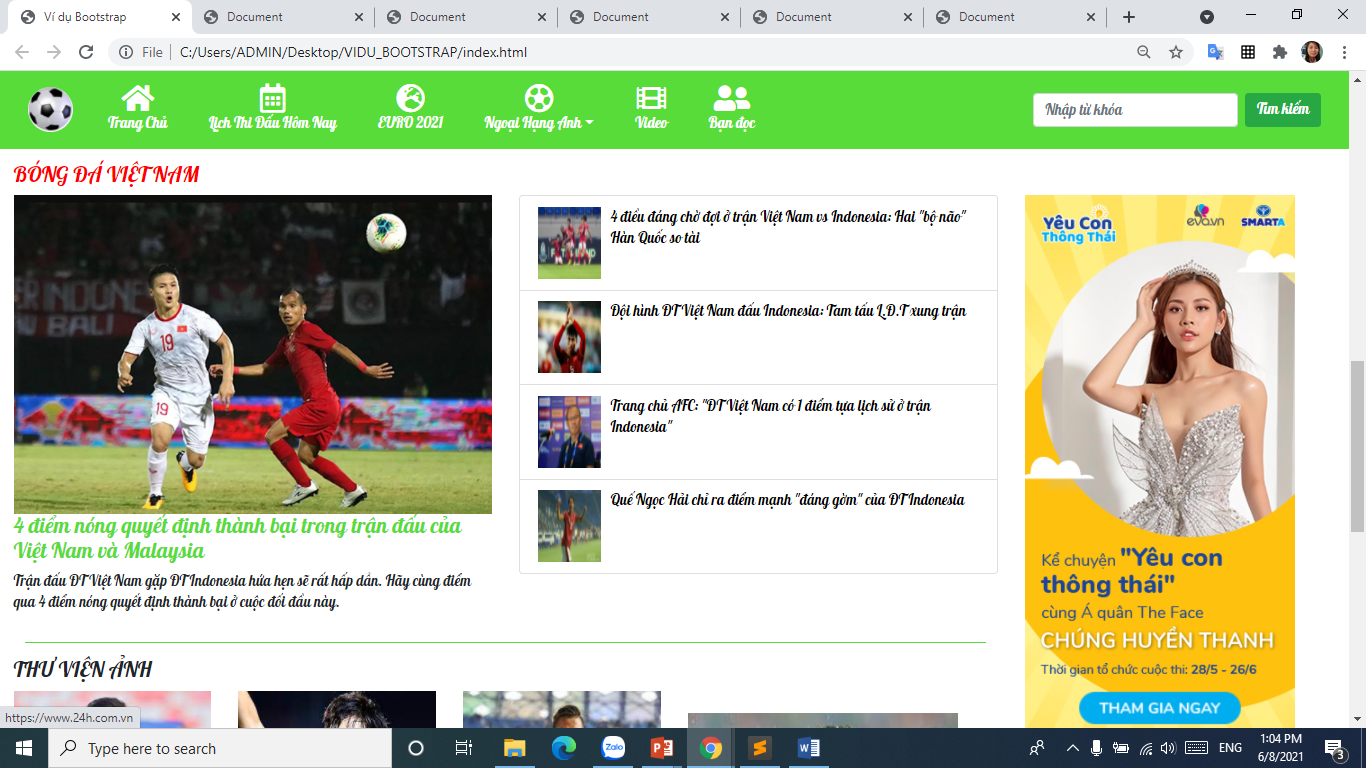 Ví dụ Bootstrap
Document
Document
Document
Document
Document
File
C:/Users/ADMIN/Desktop/VIDU_BOOTSTRAP/index.html
Trang Chủ
Lịch Thi Đấu Hôm Nay
EURO 2021
Ngoại Hạng Anh
Video
Bạn đọc
Nhập từ khóa
Tìm kiếm
BÓNG ĐÁ VIỆT NAM
19
19
4 điểm nóng quyết định thành bại trong trận đấu của
Việt Nam và Malaysia
Trận đấu ĐT Việt Nam gặp ĐT Indonesia hứa hẹn sẽ rất hấp dẫn. Hãy cùng điểm
qua 4 điểm nóng quyết định thành bại ở cuộc đối đầu này.
4 điều đáng chờ đợi ở trận Việt Nam vs Indonesia: Hai "bộ não"
Hàn Quốc so tài
Đội hình ĐT Việt Nam đấu Indonesia: Tam tấu L.Đ.T xung trận
Trang chủ AFC: "ĐT Việt Nam có 1 điểm tựa lịch sử ở trận
Indonesia"
Quế Ngọc Hải chỉ ra điểm mạnh "đáng gờm" của ĐT Indonesia
Yêu Con
Thông Thái
eva.vn
SMARTA
Kể chuyện "Yêu con
thông thái"
cùng Á quân The Face
CHÚNG HUYỀN THANH
Thời gian tổ chức cuộc thi: 28/5 - 26/6
THAM GIA NGAY
THƯ VIỆN ẢNH
https://www.24h.com.vn
Type here to search
Zalo
ENG
1:04 PM
6/8/2021
3